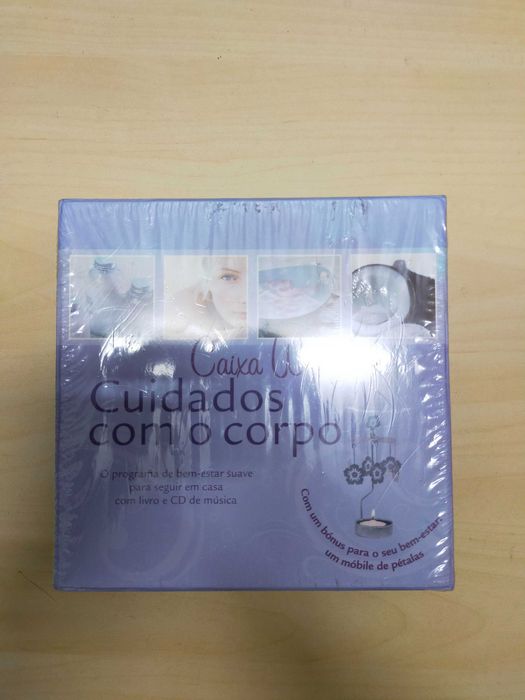 Caixa
Cuidados
com o corpo
O programa de bem-estar suave
para seguir em casa
com livro e CD de música
Com um bónus para o seu bem-estar:
um móbile de pétalas